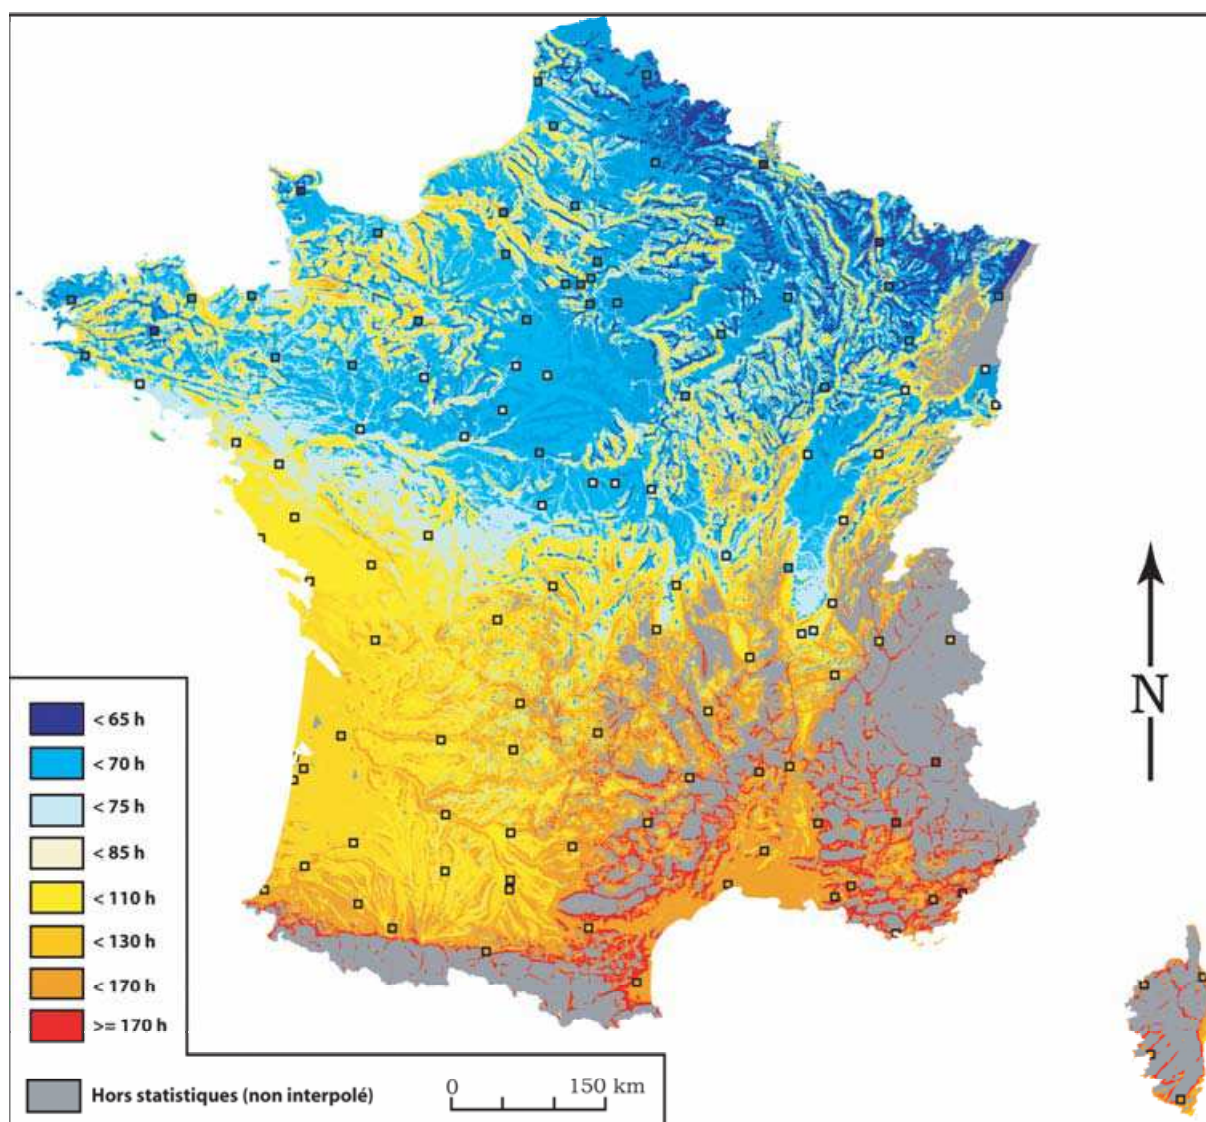 < 65 h
< 70 h
< 75 h
< 85 h
< 110 h
< 130 h
< 170 h
>= 170 h
Hors statistiques (non interpolé)
0 150 km
N